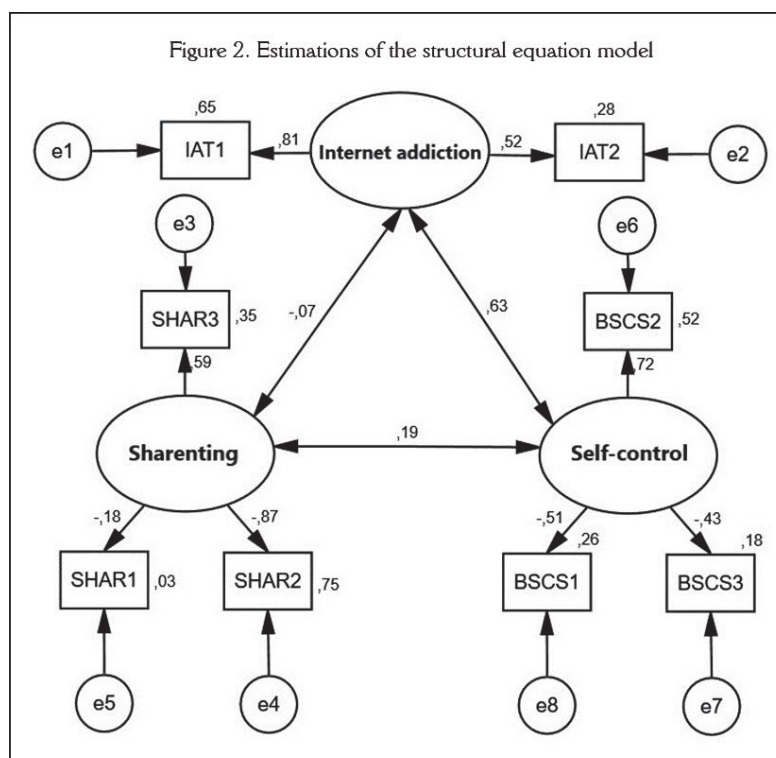 Figure 2. Estimations of the structural equation model
,65
,28
e1
IAT1
,81
Internet addiction
,52
IAT2
e2
e3
e6
SHAR3
,35
-,07
,63
BSCS2
,52
,59
,72
Sharenting
,19
Self-control
-,18
-,87
-,51
-,43
SHAR1
,03
SHAR2
,75
BSCS1
,26
BSCS3
,18
e5
e4
e8
e7